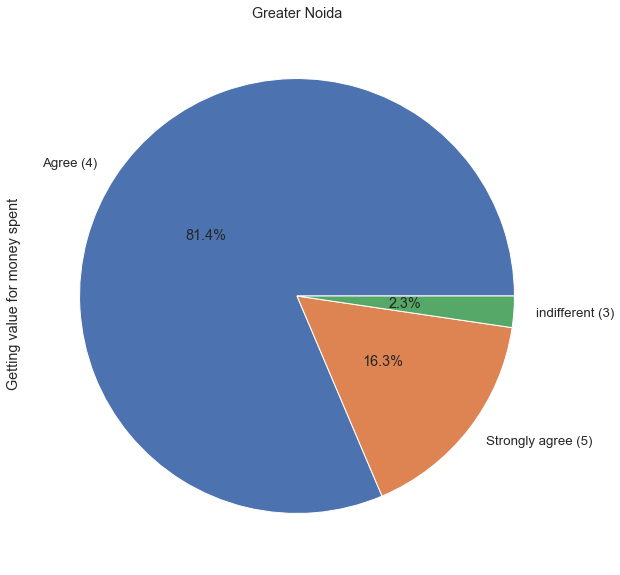 Greater Noida
Agree (4)
81.4%
Getting value for money spent
2.3%
indifferent (3)
16.3%
Strongly agree (5)